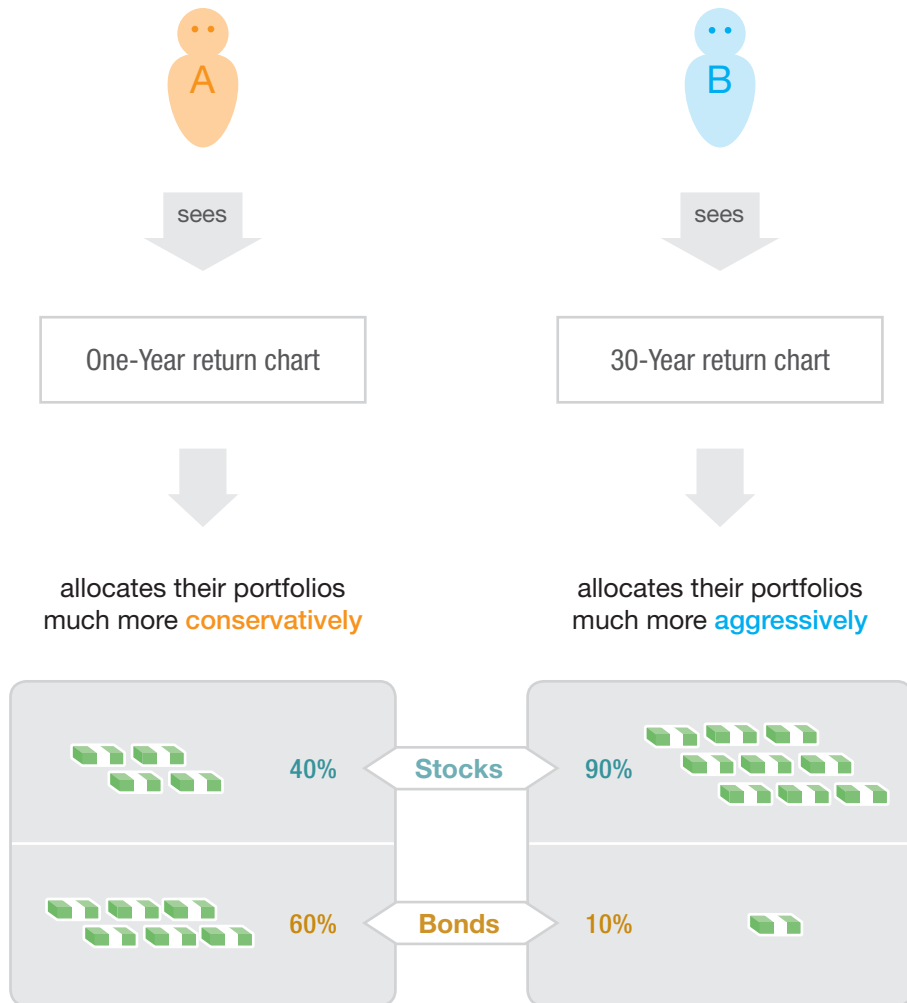 A
B
sees
sees
One-Year return chart
30-Year return chart
allocates their portfolios
much more conservatively
allocates their portfolios
much more aggressively
40%
Stocks
90%
60%
Bonds
10%